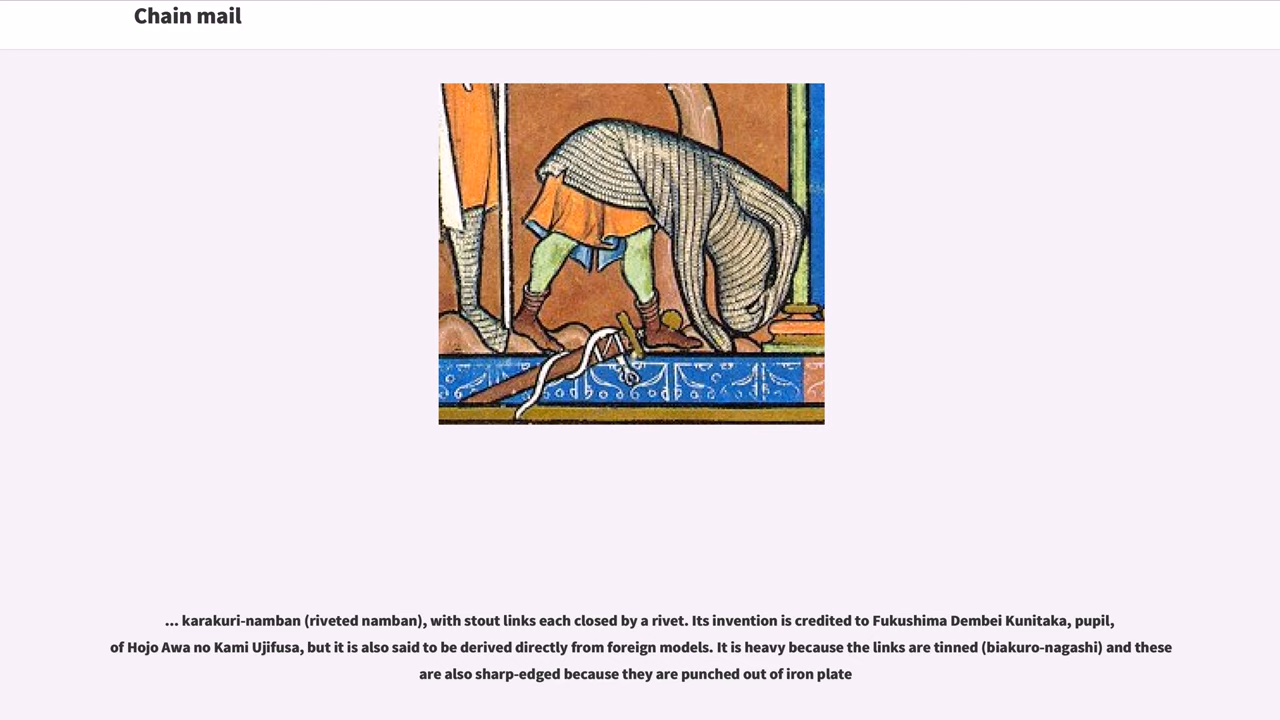 Chain mail
... karakuri-namban (riveted namban), with stout links each closed by a rivet. Its invention is credited to Fukushima Dembei Kunitaka, pupil,
of Hojo Awa no Kami Ujifusa, but it is also said to be derived directly from foreign models. It is heavy because the links are tinned (biakuro-nagashi) and these
are also sharp-edged because they are punched out of iron plate